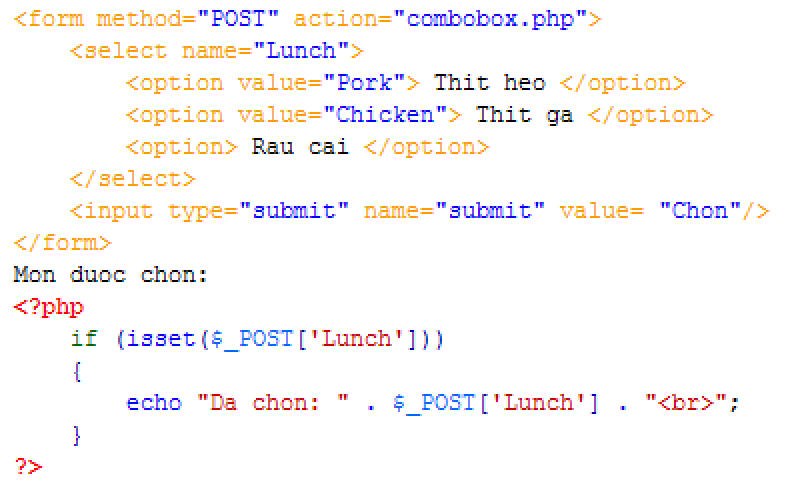 <form method="POST" action="combobox.php">
    <select name="Lunch">
        <option value="Pork"> Thit heo </option>
        <option value="Chicken"> Thit ga </option>
        <option> Rau cai </option>
    </select>
    <input type="submit" name="submit" value= "Chon"/>
</form>
Mon duoc chon:
<?php
    if (isset($_POST['Lunch']))
    {
        echo "Da chon: " . $_POST['Lunch'] . "<br>";
    }
?>